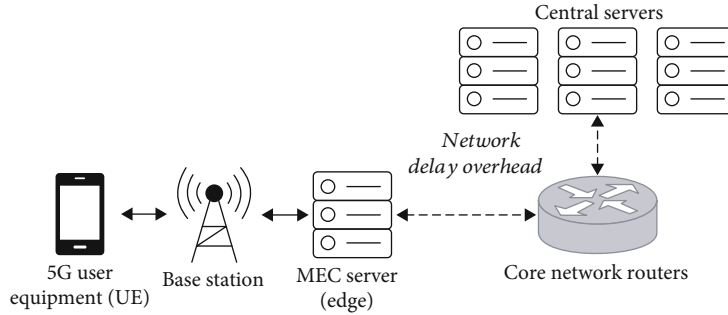 Central servers
Network
delay overhead
5G user
equipment (UE)
Base station
MEC server
(edge)
Core network routers